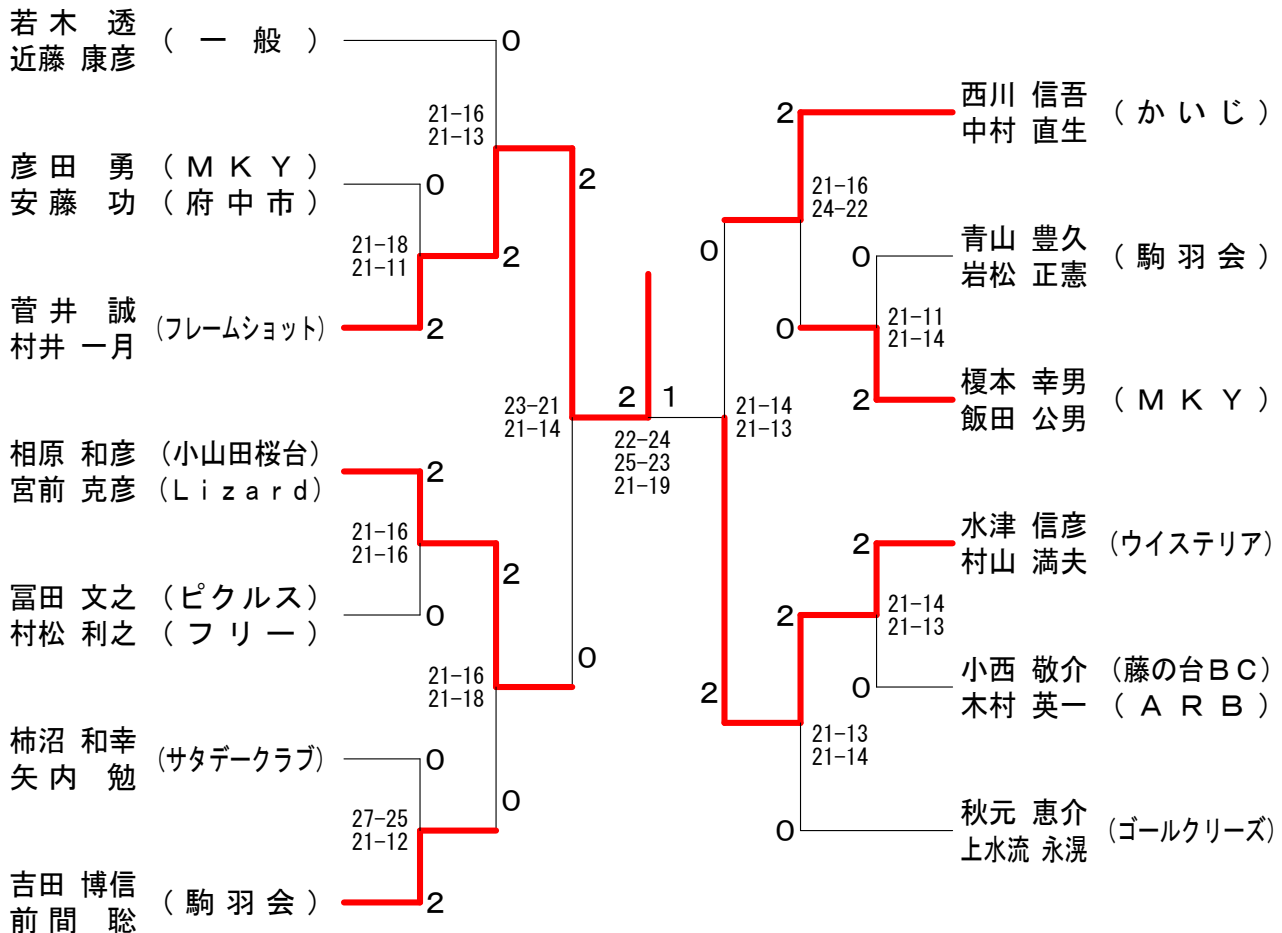 若木 透 (一般)
近藤 康彦
0
21-16
21-13
彦田 勇 (ＭＫＹ)
安藤 功 (府中市)
0
21-18
21-11
2
2
菅井 誠 (フレームショット)
村井 一月
2
23-21
21-14
相原 和彦 (小山田桜台)
宮前 克彦 (Ｌｉｚａｒｄ)
2
21-16
21-16
2
冨田 文之 (ピクルス)
村松 利之 (フリー)
0
21-16
21-18
0
柿沼 和幸 (サタデークラブ)
矢内 勉
0
27-25
21-12
0
吉田 博信 (駒羽会)
前間 聡
2
2 1
22-24
25-23
21-19
西川 信吾 (かいじ)
中村 直生
2
21-16
24-22
0
青山 豊久 (駒羽会)
岩松 正憲
0
21-11
21-14
0
榎本 幸男 (ＭＫＹ)
飯田 公男
2
21-14
21-13
水津 信彦 (ウイステリア)
村山 満夫
2
21-14
21-13
2
小西 敬介 (藤の台ＢＣ)
木村 英一 (ＡＲＢ)
0
2
21-13
21-14
秋元 恵介 (ゴールクリーズ)
上水流 永滉
0